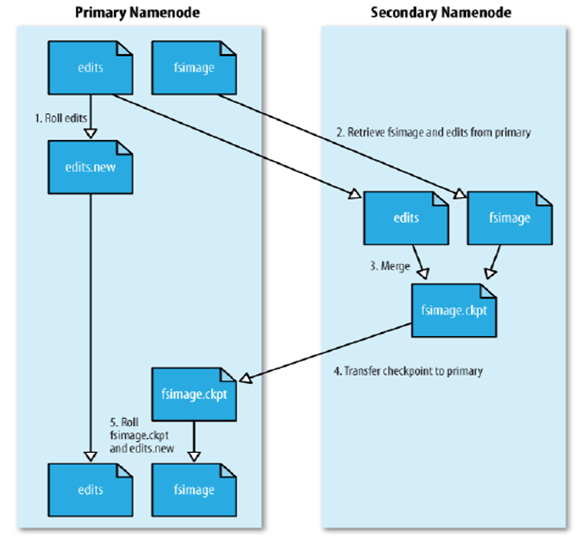 Primary Namenode
Secondary Namenode
edits
fsimage
1. Roll edits
2. Retrieve fsimage and edits from primary
edits.new
edits
fsimage
3. Merge
fsimage.ckpt
4. Transfer checkpoint to primary
fsimage.ckpt
5. Roll
fsimage.ckpt
and edits.new
edits
fsimage